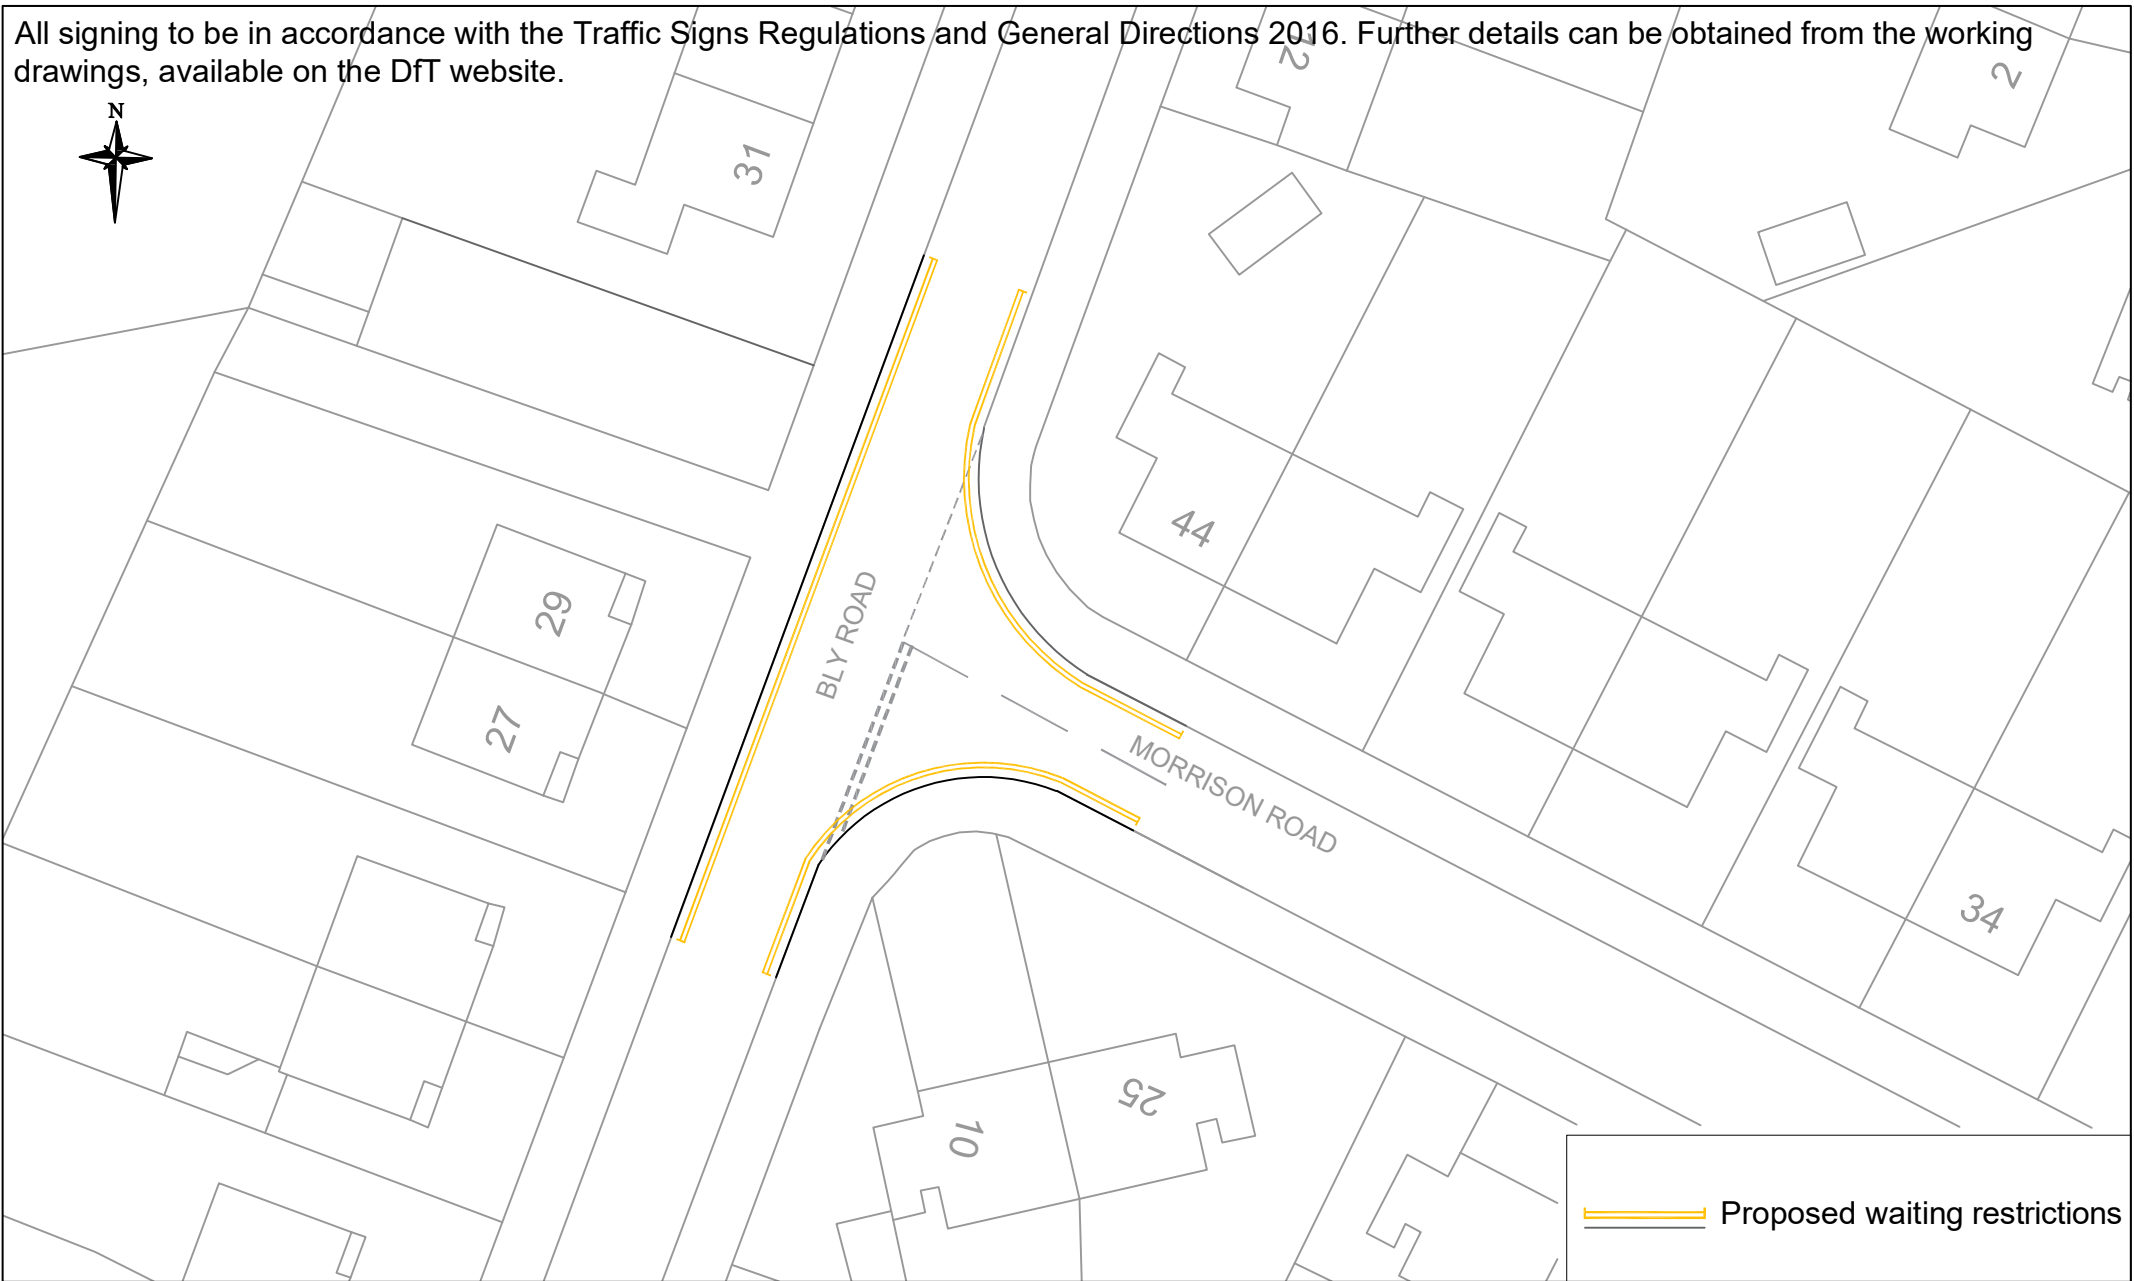 All signing to be in accordance with the Traffic Signs Regulations and General Directions 2016. Further details can be obtained from the working
drawings, available on the DfT website.
N
12
2
31
44
29
BLY ROAD
27
MORRISON ROAD
34
25
10
Proposed waiting restrictions